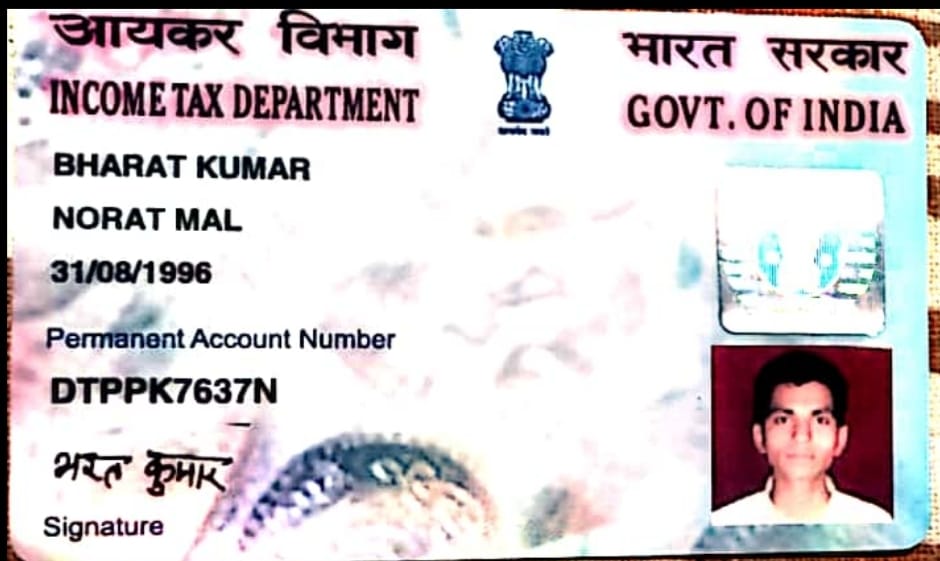 आयकर विभाग
INCOME TAX DEPARTMENT
भारत सरकार
GOVT. OF INDIA
BHARAT KUMAR
NORAT MAL
31/08/1996
Permanent Account Number
DTPPK7637N
भरत कुमार
Signature